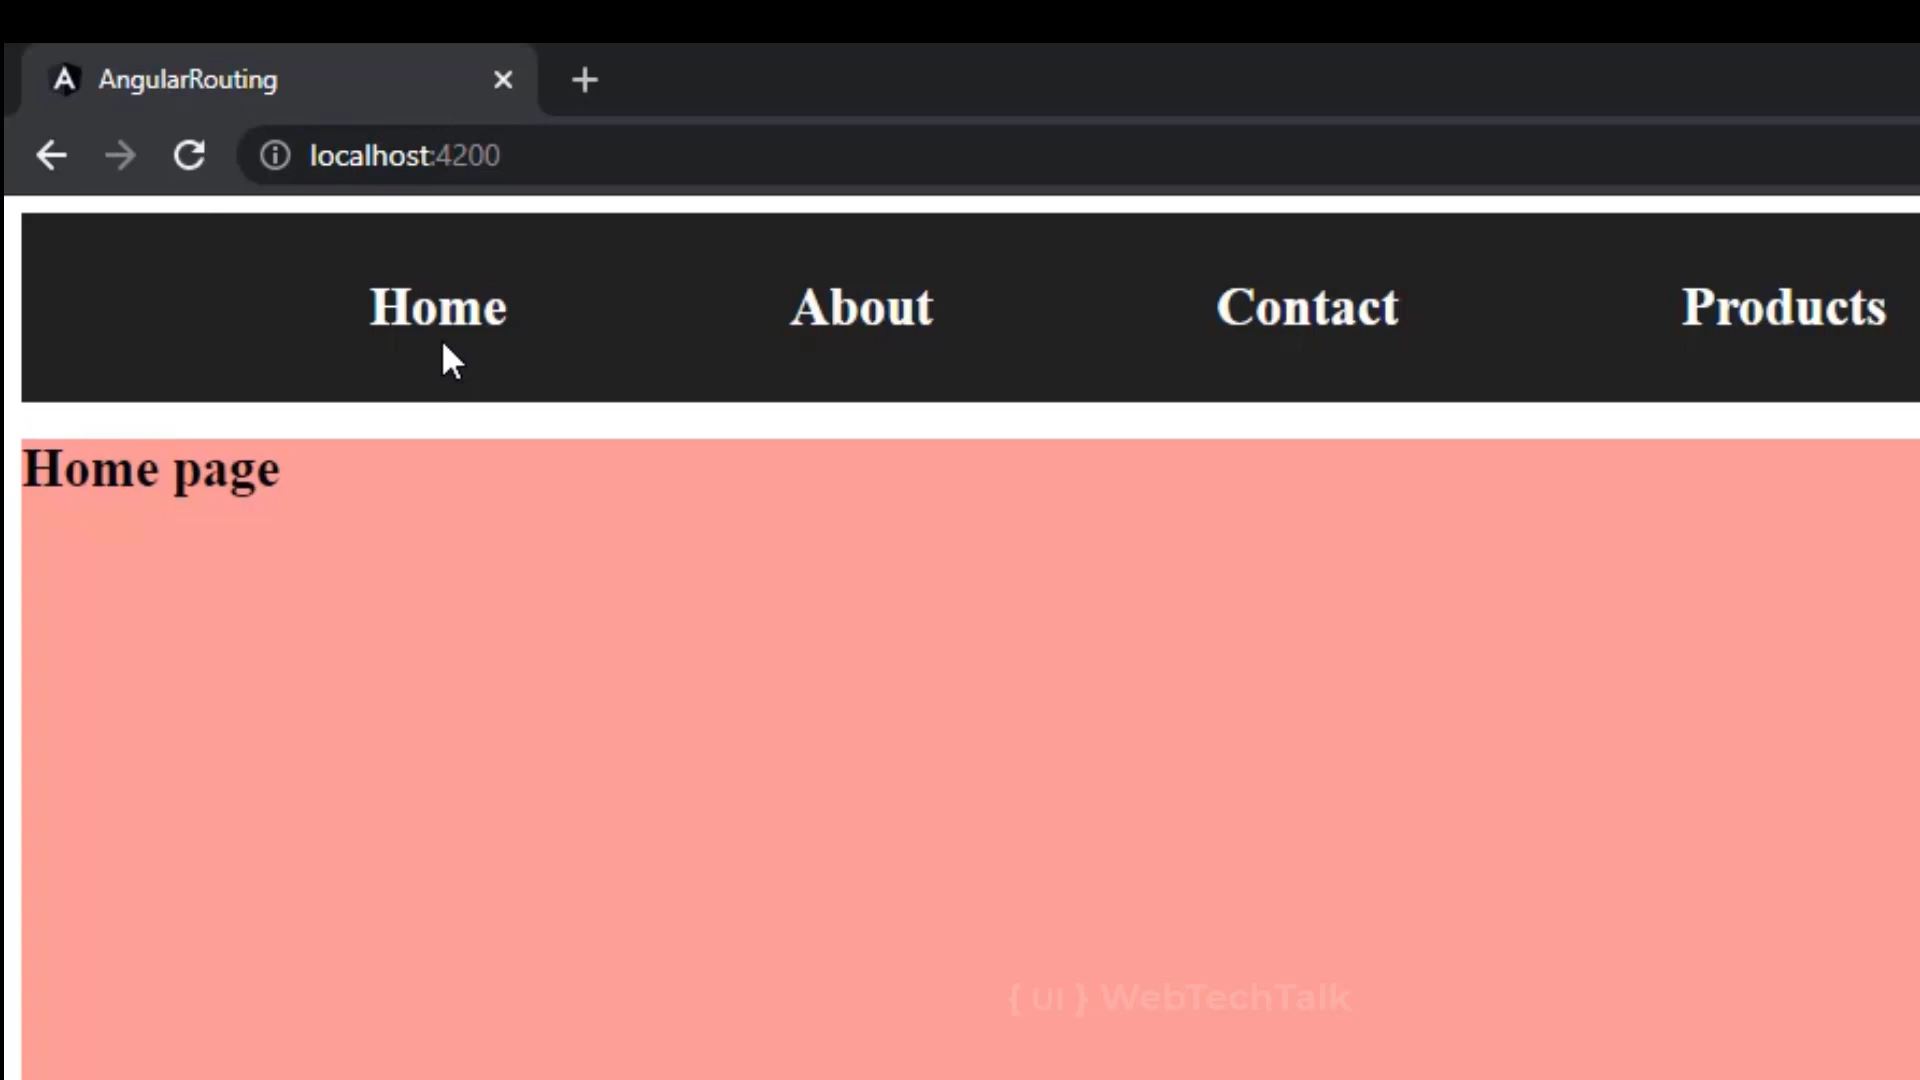 AngularRouting
localhost:4200
Home About Contact Products
Home page
{ UI } WebTechTalk